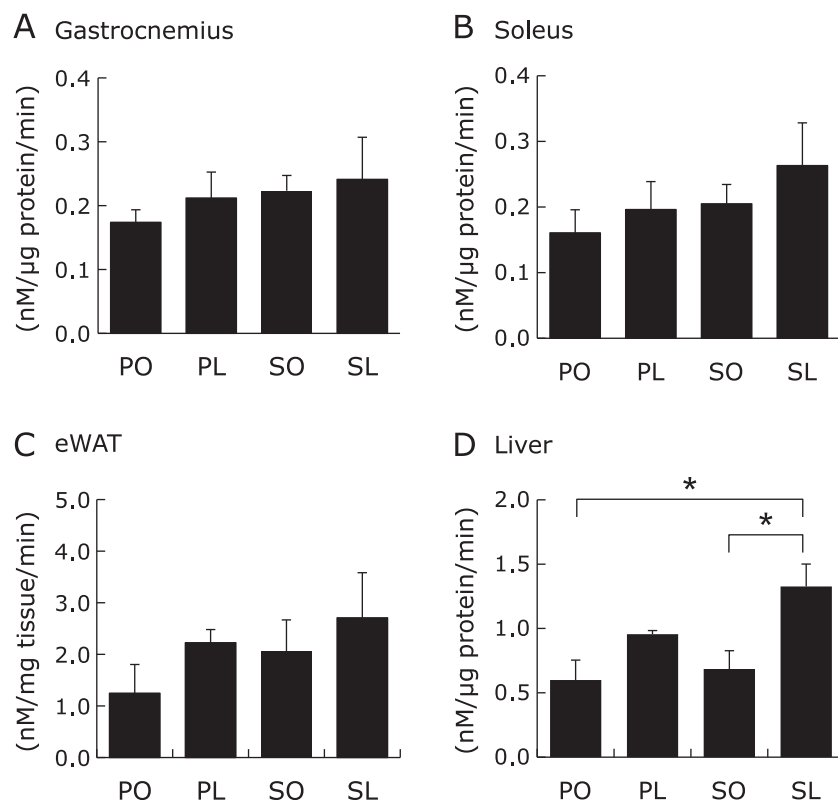 A Gastrocnemius
(nM/µg protein/min)
0.4
0.3
0.2
0.1
0.0
PO PL SO SL
B Soleus
(nM/µg protein/min)
0.4
0.3
0.2
0.1
0.0
PO PL SO SL
C eWAT
(nM/mg tissue/min)
5.0
4.0
3.0
2.0
1.0
0.0
PO PL SO SL
D Liver
(nM/µg protein/min)
2.0
1.5
1.0
0.5
0.0
*
*
PO PL SO SL